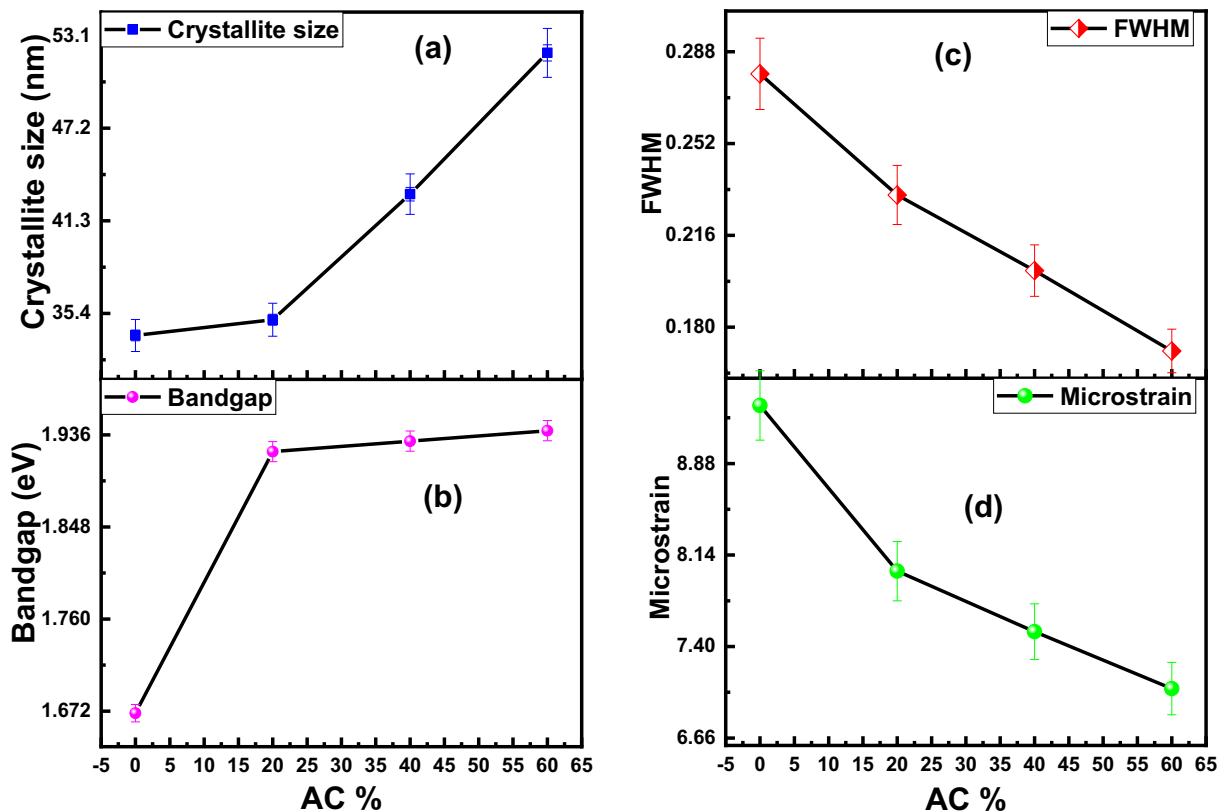 Crystallite size
(a)
Crystallite size (nm)
53.1
47.2
41.3
35.4
Bandgap
(b)
Bandgap (eV)
1.936
1.848
1.760
1.672
-5 0 5 10 15 20 25 30 35 40 45 50 55 60 65
AC %
FWHM
(c)
FWHM
0.288
0.252
0.216
0.180
Microstrain
(d)
Microstrain
8.88
8.14
7.40
6.66
-5 0 5 10 15 20 25 30 35 40 45 50 55 60 65
AC %